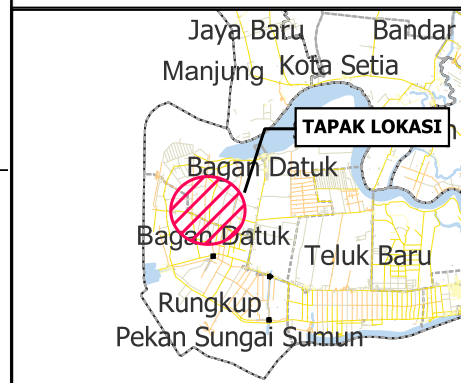 Jaya Baru Bandar
Manjung Kota Setia
TAPAK LOKASI
Bagan Datuk
Bagan Datuk
Teluk Baru
Rungkup
Pekan Sungai Sumun